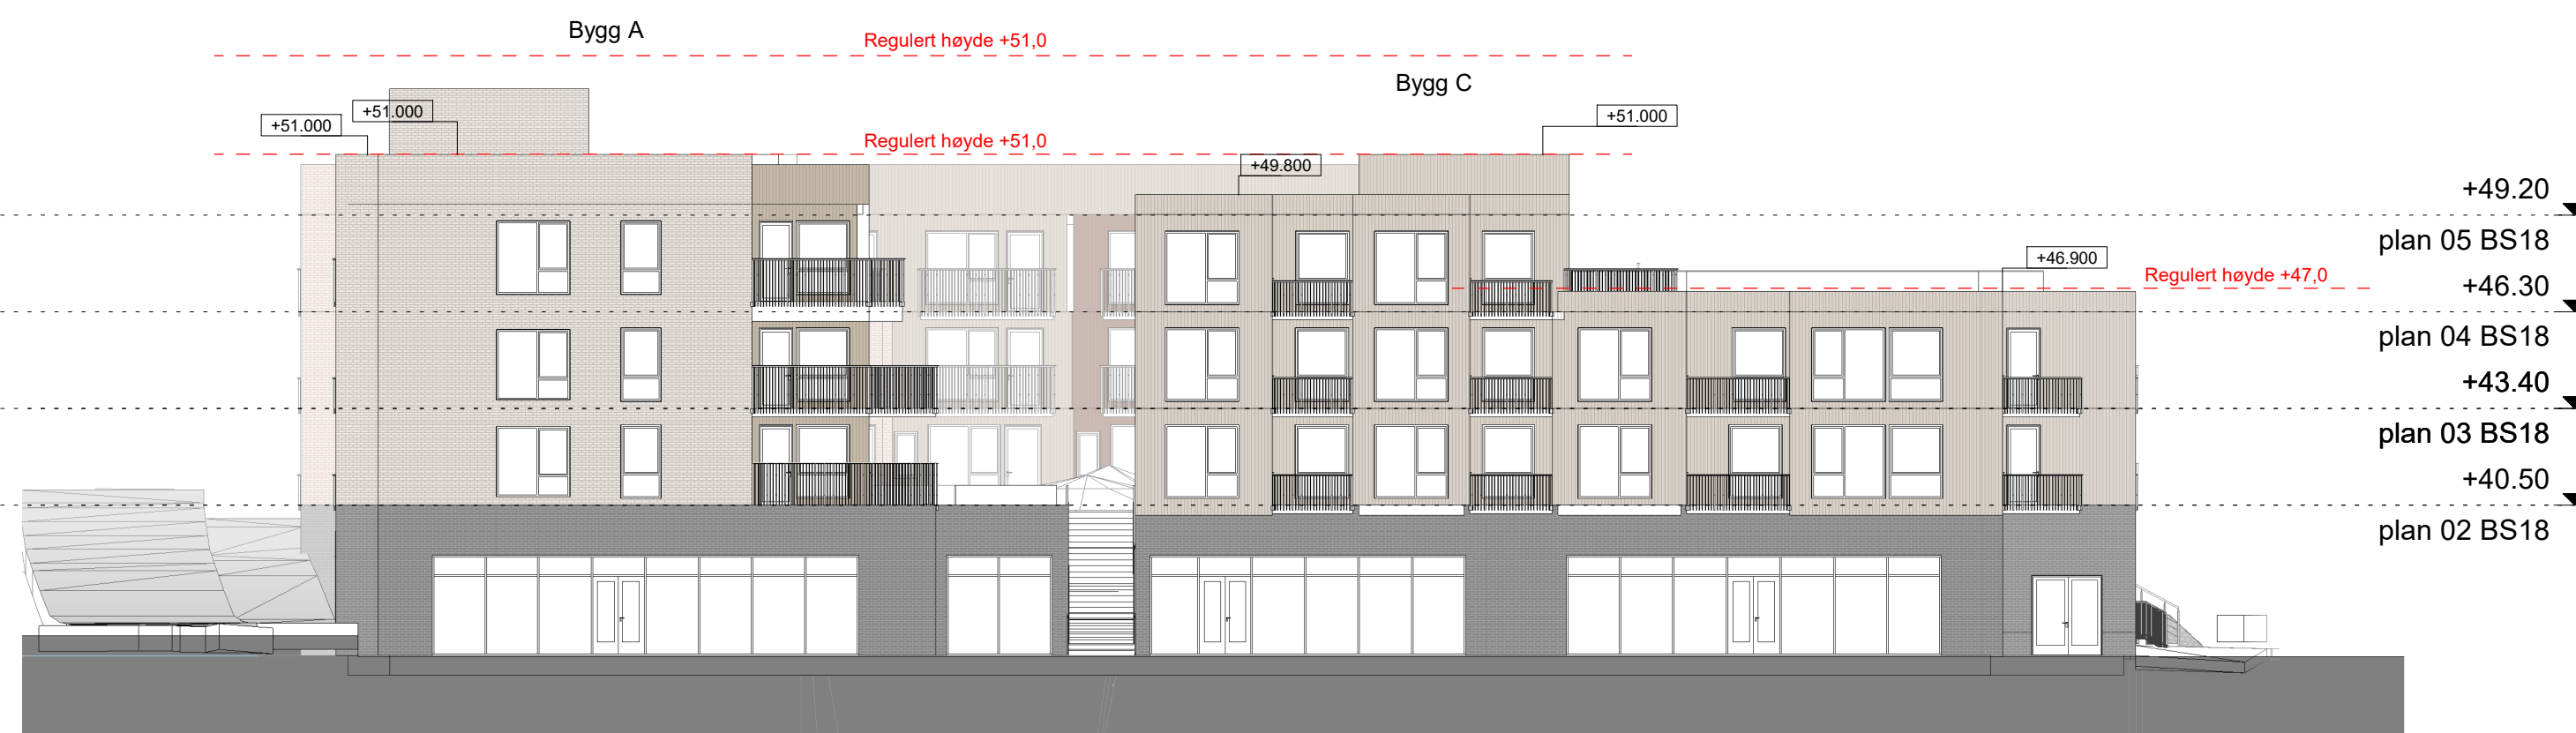 Bygg A
Regulert høyde +51,0
Bygg C
+51.000
+51.000
+51.000
Regulert høyde +51,0
+49.800
+49.20
plan 05 BS18
+46.900
Regulert høyde +47,0
+46.30
plan 04 BS18
+43.40
plan 03 BS18
+40.50
plan 02 BS18